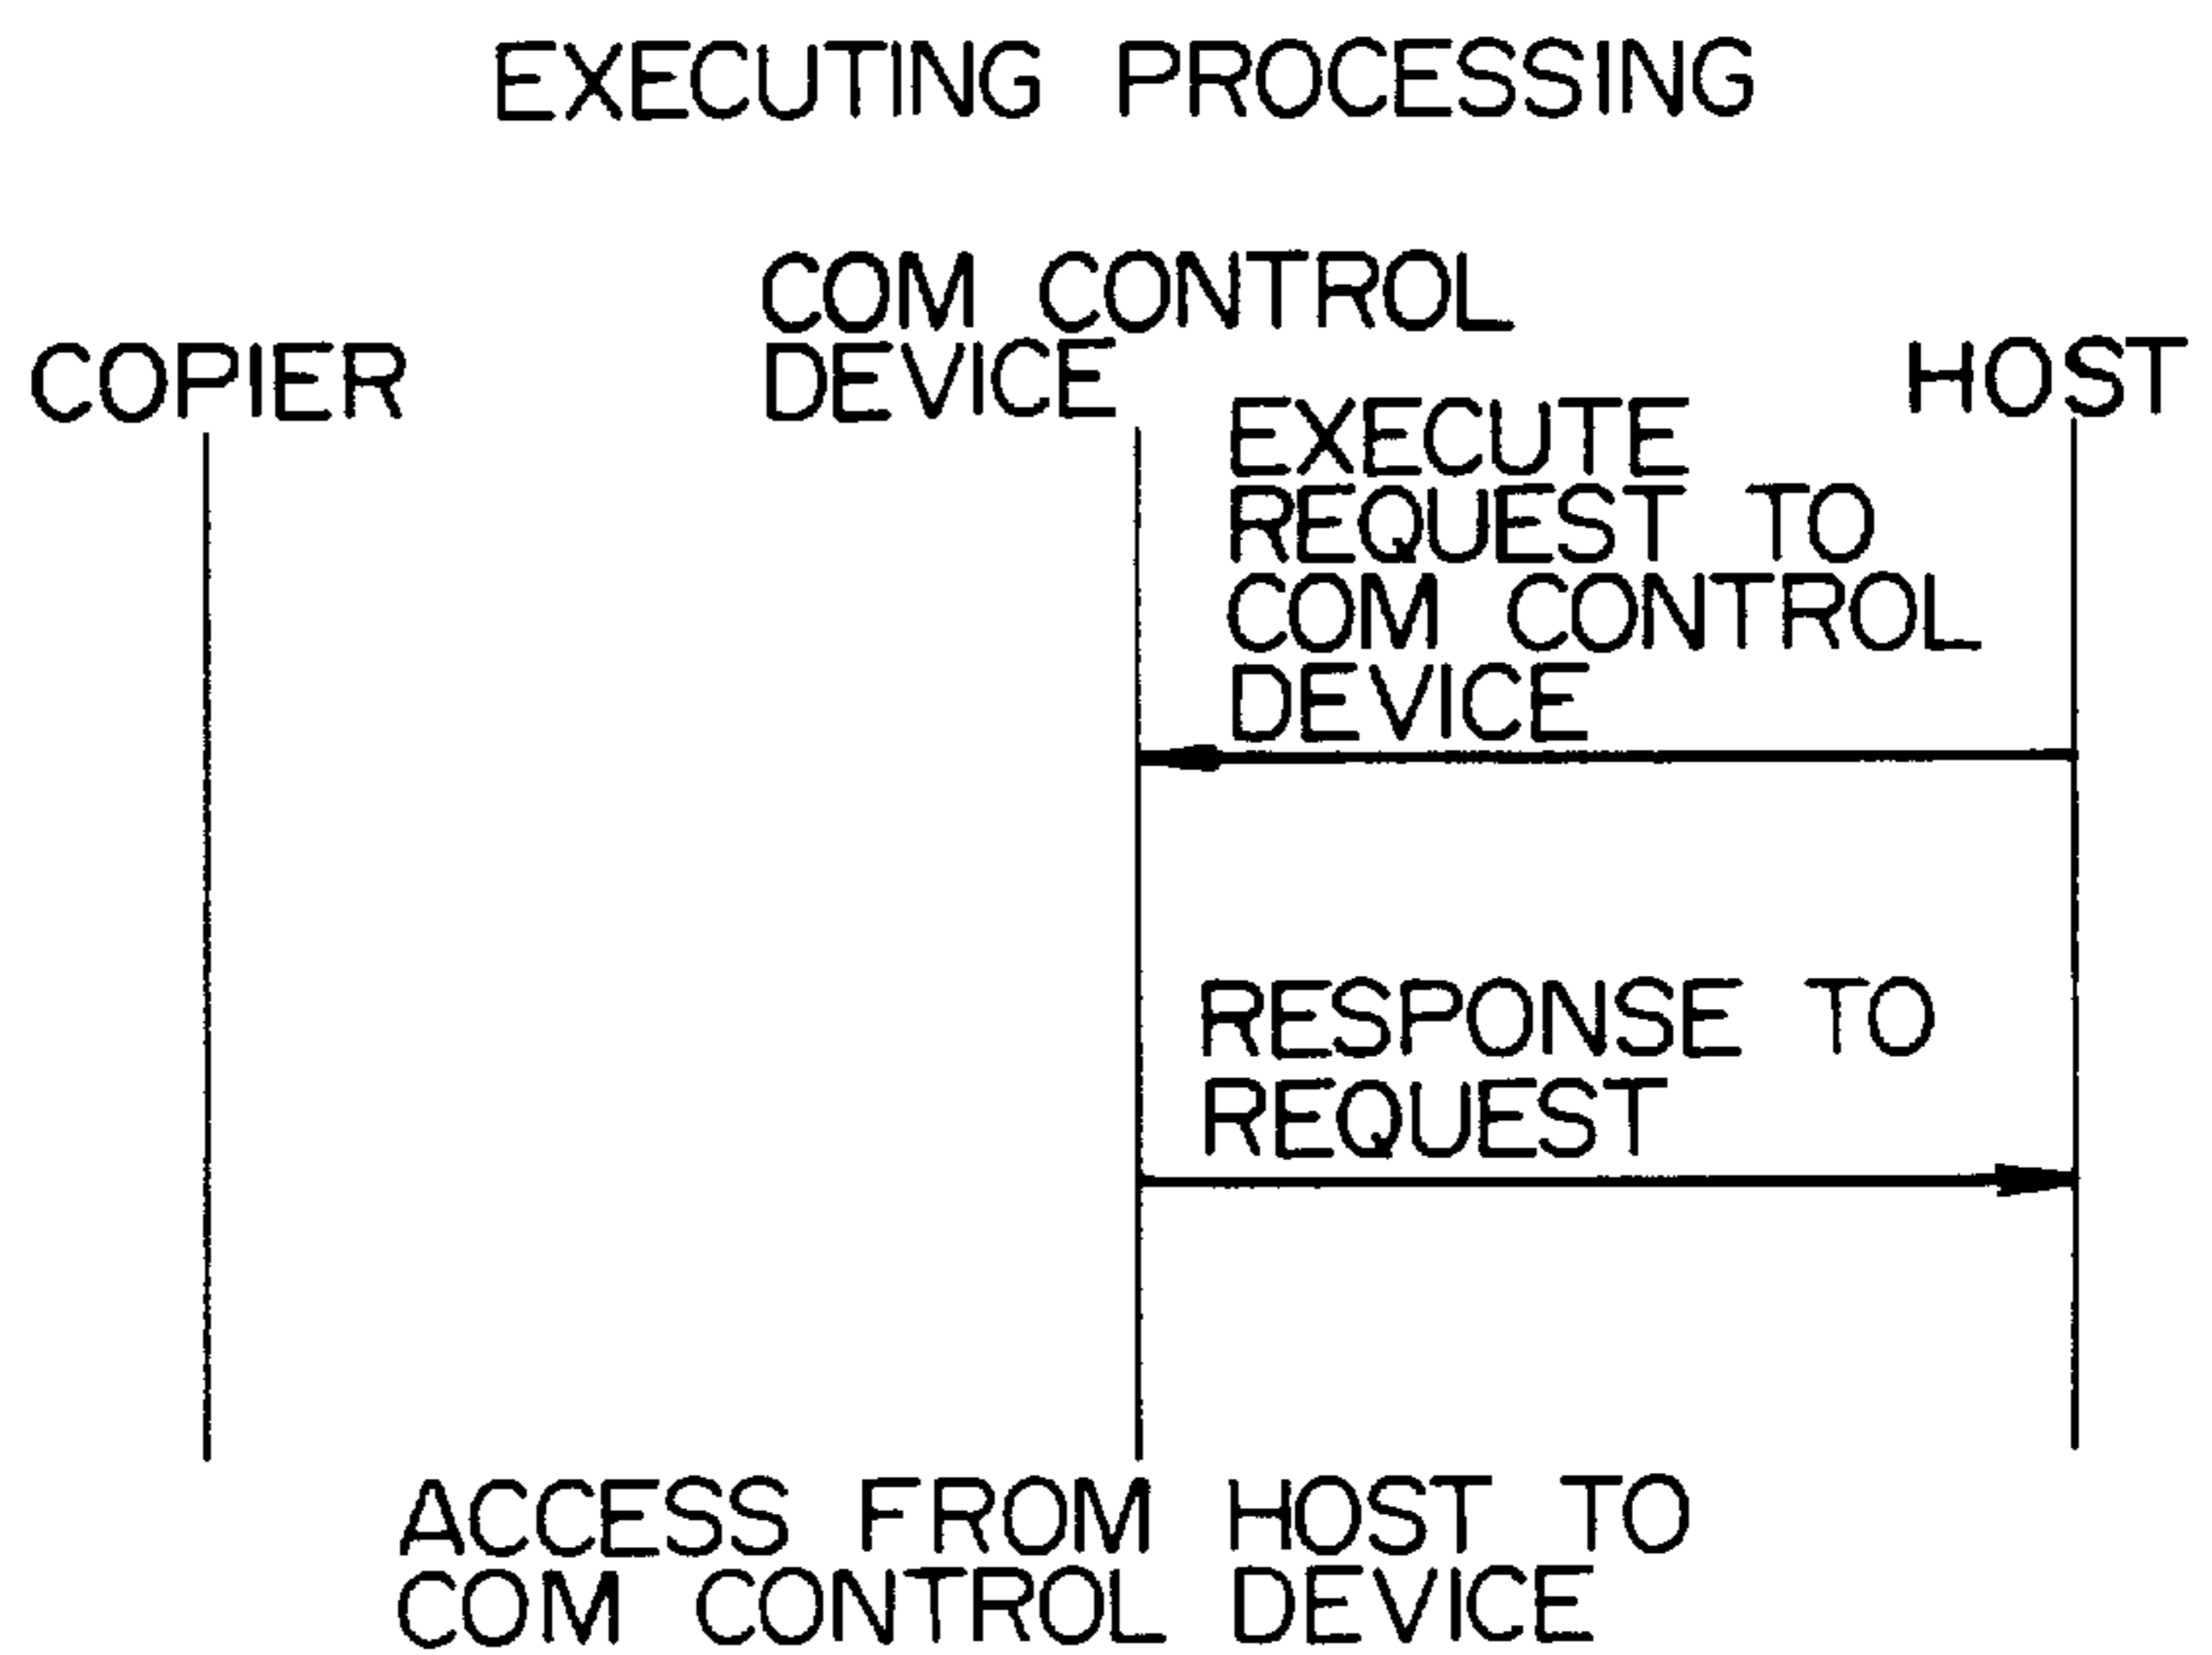 EXECUTING PROCESSING
COM CONTROL
DEVICE
COPIER
HOST
EXECUTE
REQUEST TO
COM CONTROL
DEVICE
RESPONSE TO
REQUEST
ACCESS FROM HOST TO
COM CONTROL DEVICE